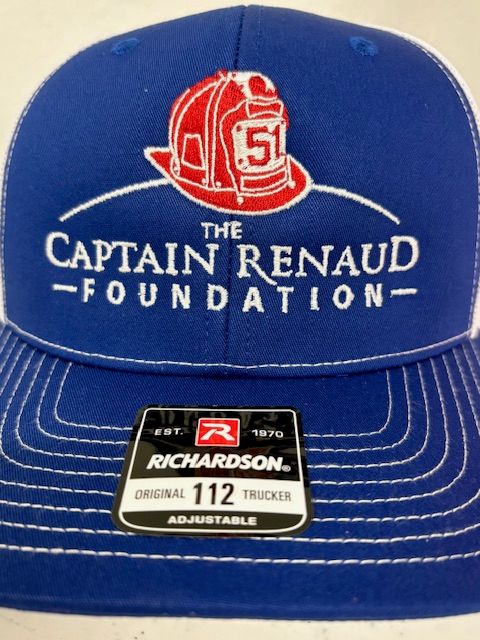 51
THE
CAPTAIN RENAUD
FOUNDATION
EST. R 1970
RICHARDSON®
ORIGINAL 112 TRUCKER
ADJUSTABLE